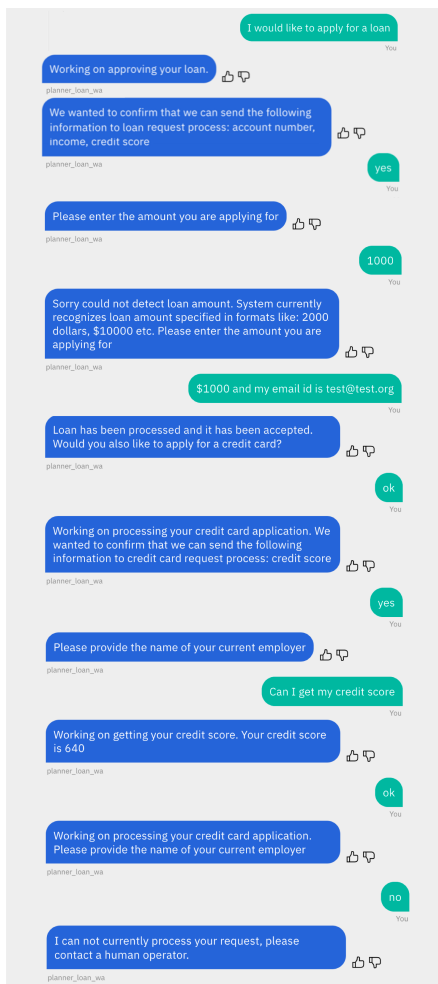 I would like to apply for a loan
You
Working on approving your loan.
planner_loan_wa
We wanted to confirm that we can send the following
information to loan request process: account number,
income, credit score
planner_loan_wa
yes
You
Please enter the amount you are applying for
planner_loan_wa
1000
You
Sorry could not detect loan amount. System currently
recognizes loan amount specified in formats like: 2000
dollars, $10000 etc. Please enter the amount you are
applying for
planner_loan_wa
$1000 and my email id is test@test.org
You
Loan has been processed and it has been accepted.
Would you also like to apply for a credit card?
planner_loan_wa
ok
You
Working on processing your credit card application. We
wanted to confirm that we can send the following
information to credit card request process: credit score
planner_loan_wa
yes
You
Please provide the name of your current employer
planner_loan_wa
Can I get my credit score
You
Working on getting your credit score. Your credit score
is 640
planner_loan_wa
ok
You
Working on processing your credit card application.
Please provide the name of your current employer
planner_loan_wa
no
You
I can not currently process your request, please
contact a human operator.
planner_loan_wa